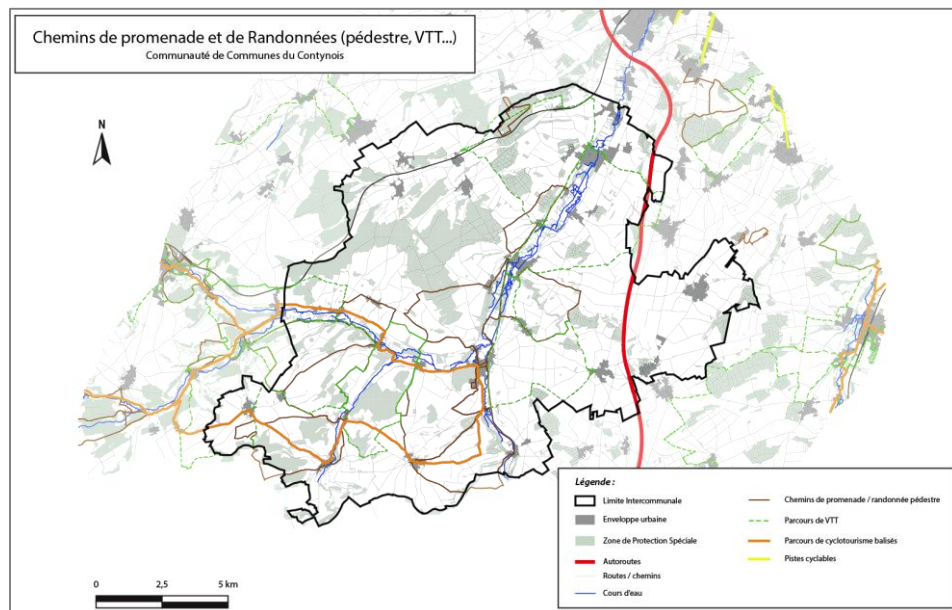 Chemins de promenade et de Randonnées (pédestre, VTT...)
Communauté de Communes du Contynois
N
Légende :
Limite Intercommunale
Enveloppe urbaine
Zone de Protection Spéciale
Autoroutes
Routes / chemins
Cours d'eau
Chemins de promenade / randonnée pédestre
Parcours de VTT
Parcours de cyclotourisme balisés
Pistes cyclables
0 2,5 5 km